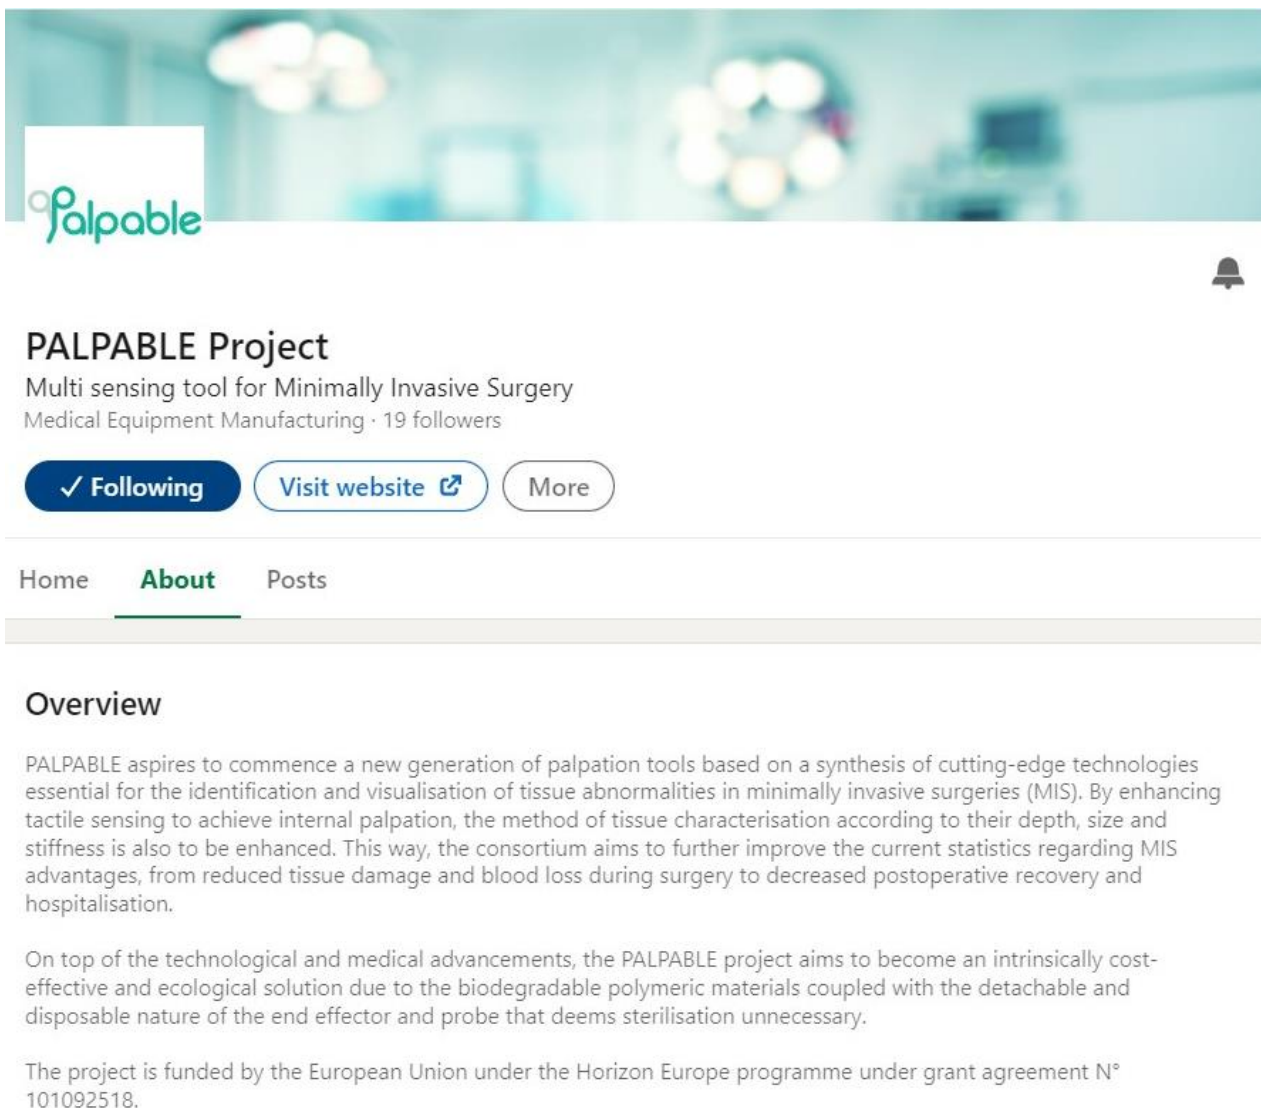 Palpable
PALPABLE Project
Multi sensing tool for Minimally Invasive Surgery
Medical Equipment Manufacturing · 19 followers
✓ Following Visit website More
Home About Posts
Overview
PALPABLE aspires to commence a new generation of palpation tools based on a synthesis of cutting-edge technologies
essential for the identification and visualisation of tissue abnormalities in minimally invasive surgeries (MIS). By enhancing
tactile sensing to achieve internal palpation, the method of tissue characterisation according to their depth, size and
stiffness is also to be enhanced. This way, the consortium aims to further improve the current statistics regarding MIS
advantages, from reduced tissue damage and blood loss during surgery to decreased postoperative recovery and
hospitalisation.
On top of the technological and medical advancements, the PALPABLE project aims to become an intrinsically cost-
effective and ecological solution due to the biodegradable polymeric materials coupled with the detachable and
disposable nature of the end effector and probe that deems sterilisation unnecessary.
The project is funded by the European Union under the Horizon Europe programme under grant agreement N°
101092518.